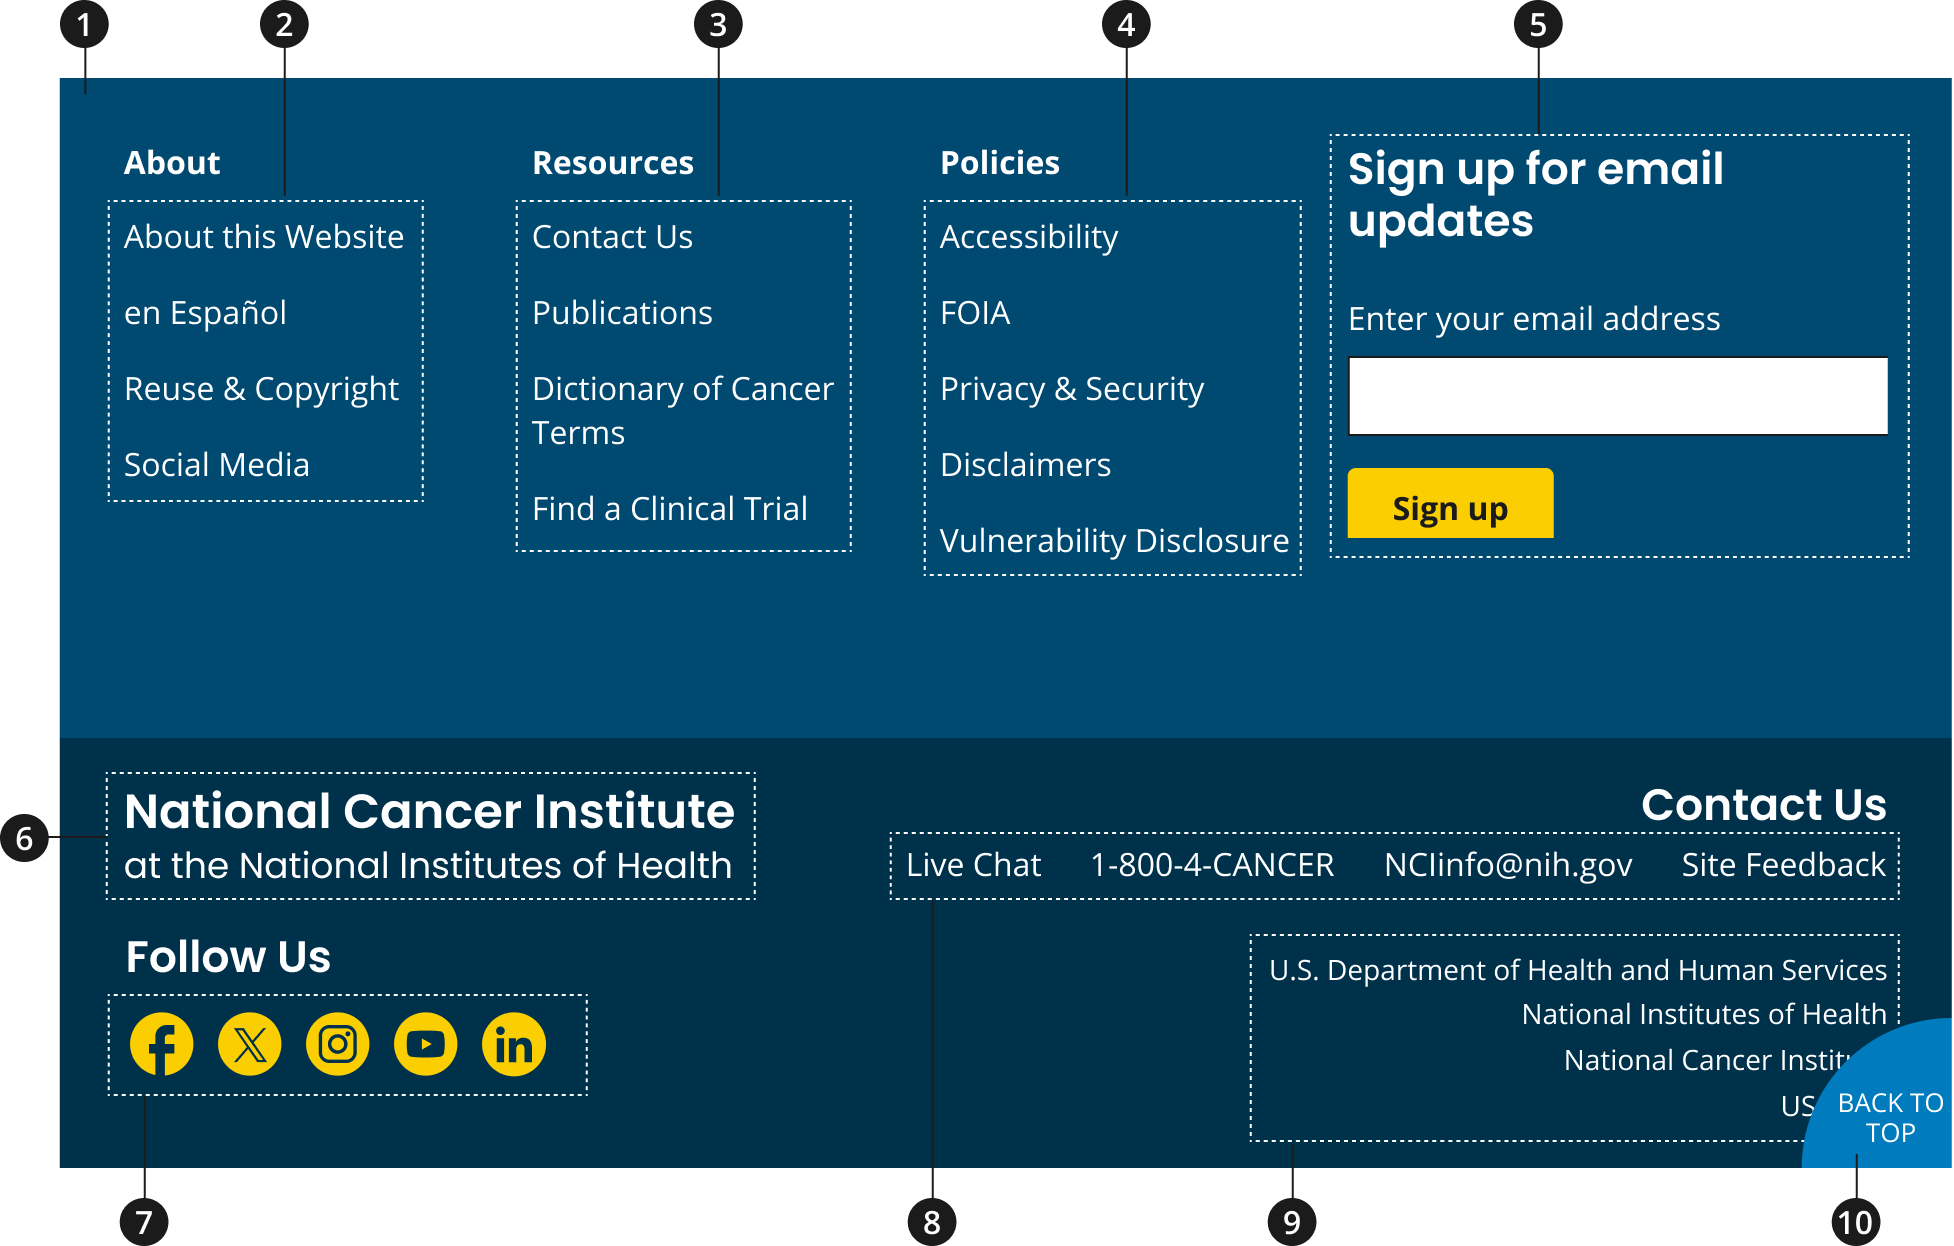 1
2
3
4
5
About
About this Website
en Español
Reuse & Copyright
Social Media
Resources
Contact Us
Publications
Dictionary of Cancer
Terms
Find a Clinical Trial
Policies
Accessibility
FOIA
Privacy & Security
Disclaimers
Vulnerability Disclosure
Sign up for email
updates
Enter your email address
Sign up
6
National Cancer Institute
at the National Institutes of Health
Follow Us
in
Contact Us
Live Chat 1-800-4-CANCER NCIinfo@nih.gov Site Feedback
U.S. Department of Health and Human Services
National Institutes of Health
National Cancer
BACK TO
TOP
7
8
9
10